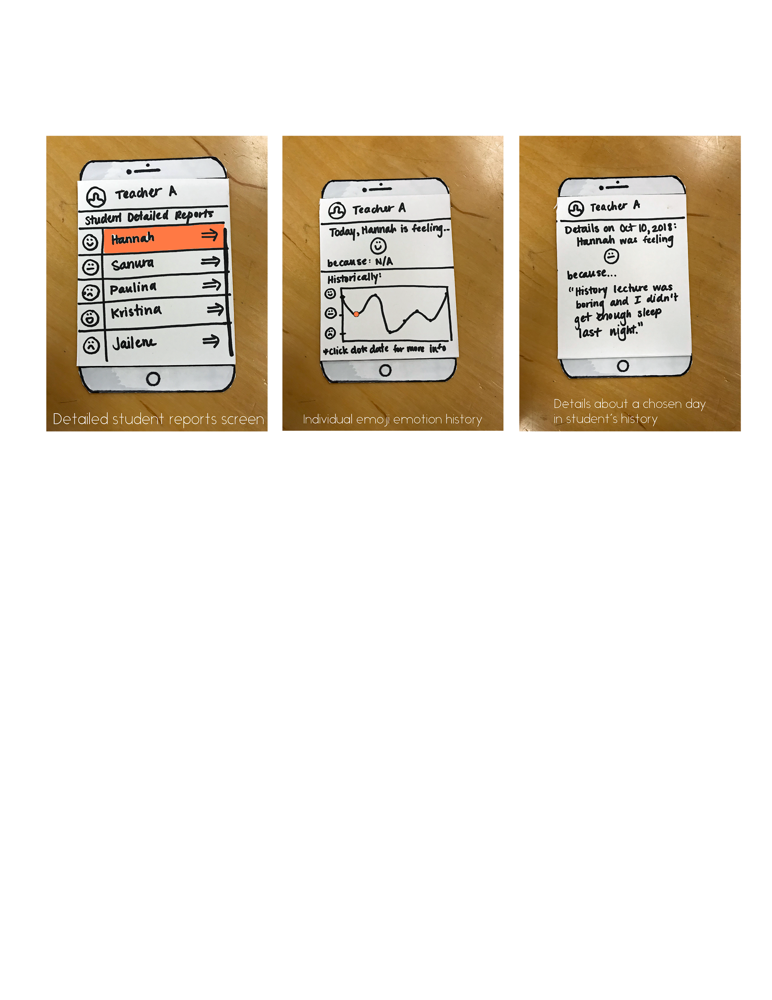 Teacher A
Student Detailed Reports
Hannah
Sanura
Paulina
Kristina
Jailene
Detailed student reports screen
Teacher A
Today, Hannah is feeling...
because: N/A
Historically:
*click dot date for more info
Individual emoji emotion history
Teacher A
Details on Oct 10, 2018:
Hannah was feeling
because...
"History lecture was
boring and I didn't
get enough sleep
last night."
Details about a chosen day
in student's history